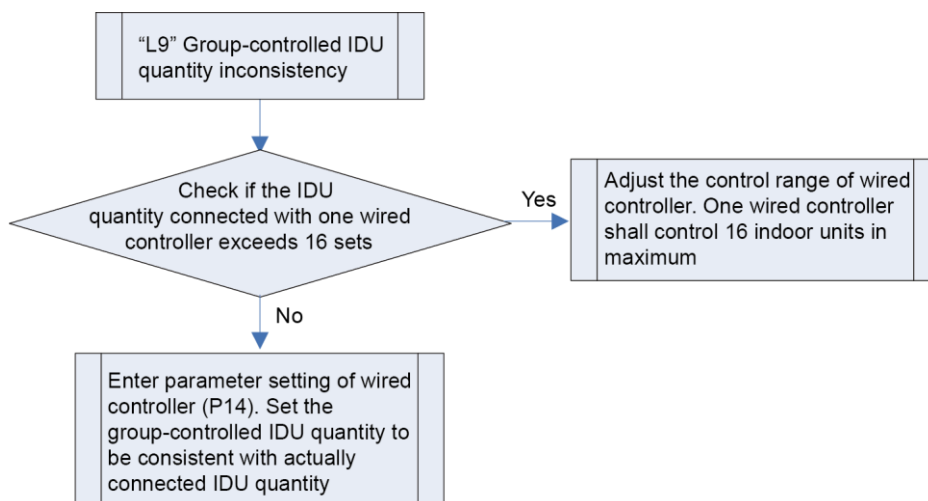 “L9” Group-controlled IDU
quantity inconsistency
Check if the IDU
quantity connected with one wired
controller exceeds 16 sets
Yes
Adjust the control range of wired
controller. One wired controller
shall control 16 indoor units in
maximum
No
Enter parameter setting of wired
controller (P14). Set the
group-controlled IDU quantity to
be consistent with actually
connected IDU quantity